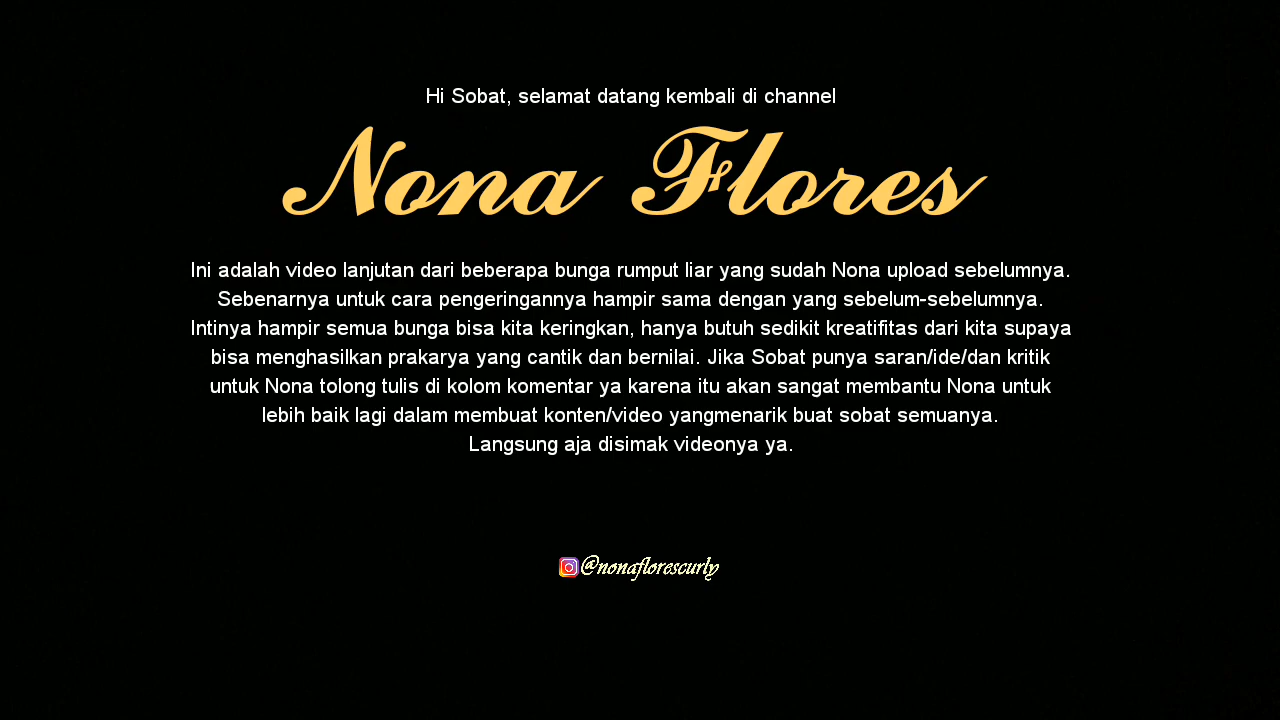 Hi Sobat, selamat datang kembali di channel
Nona Flores
Ini adalah video lanjutan dari beberapa bunga rumput liar yang sudah Nona upload sebelumnya.
Sebenarnya untuk cara pengeringannya hampir sama dengan yang sebelum-sebelumnya.
Intinya hampir semua bunga bisa kita keringkan, hanya butuh sedikit kreatifitas dari kita supaya
bisa menghasilkan prakarya yang cantik dan bernilai. Jika Sobat punya saran/ide/dan kritik
untuk Nona tolong tulis di kolom komentar ya karena itu akan sangat membantu Nona untuk
lebih baik lagi dalam membuat konten/video yangmenarik buat sobat semuanya.
Langsung aja disimak videonya ya.
@nonaflorescurly